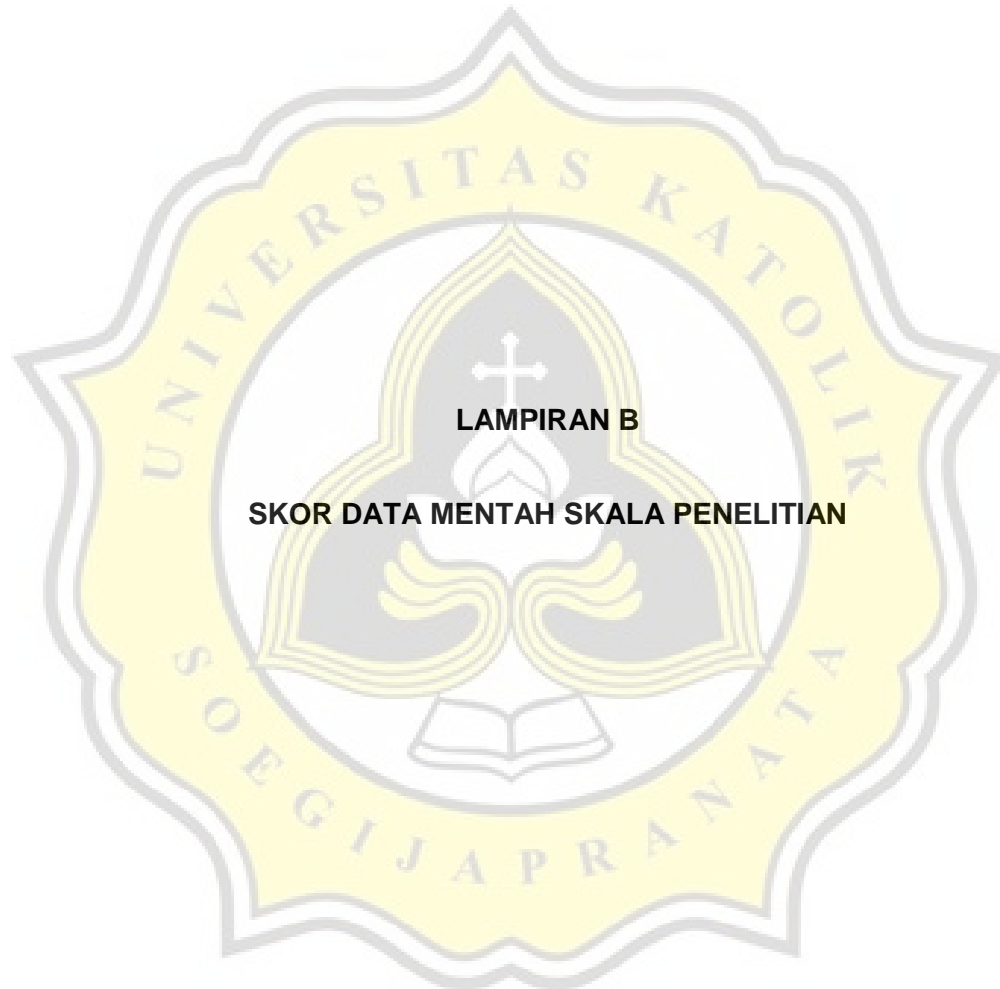 UNIVERSITAS KATOLIK
LAMPIRAN B
SKOR DATA MENTAH SKALA PENELITIAN
SOEGIJAPRANATA